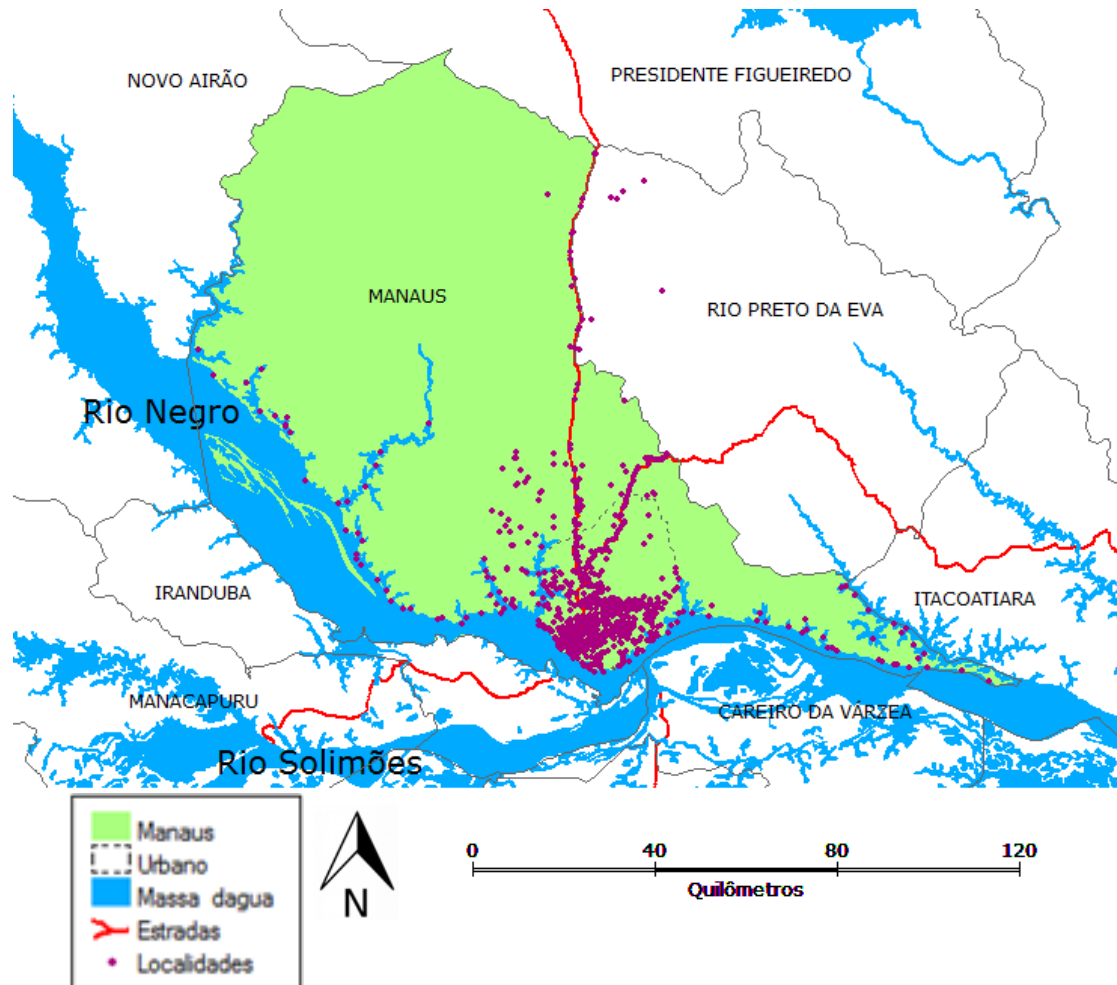 PRESIDENTE FIGUEIREDO
NOVO AIRÃO
MANAUS
RIO PRETO DA EVA
Rio Negro
IRANDUBA
ITACOATIARA
MANACAPURU
CAREIRO DA VÁRZEA
Rio Solimões
Manaus
Urbano
Massa dagua
Estradas
Localidades
N
0 40 80 120
Quilômetros